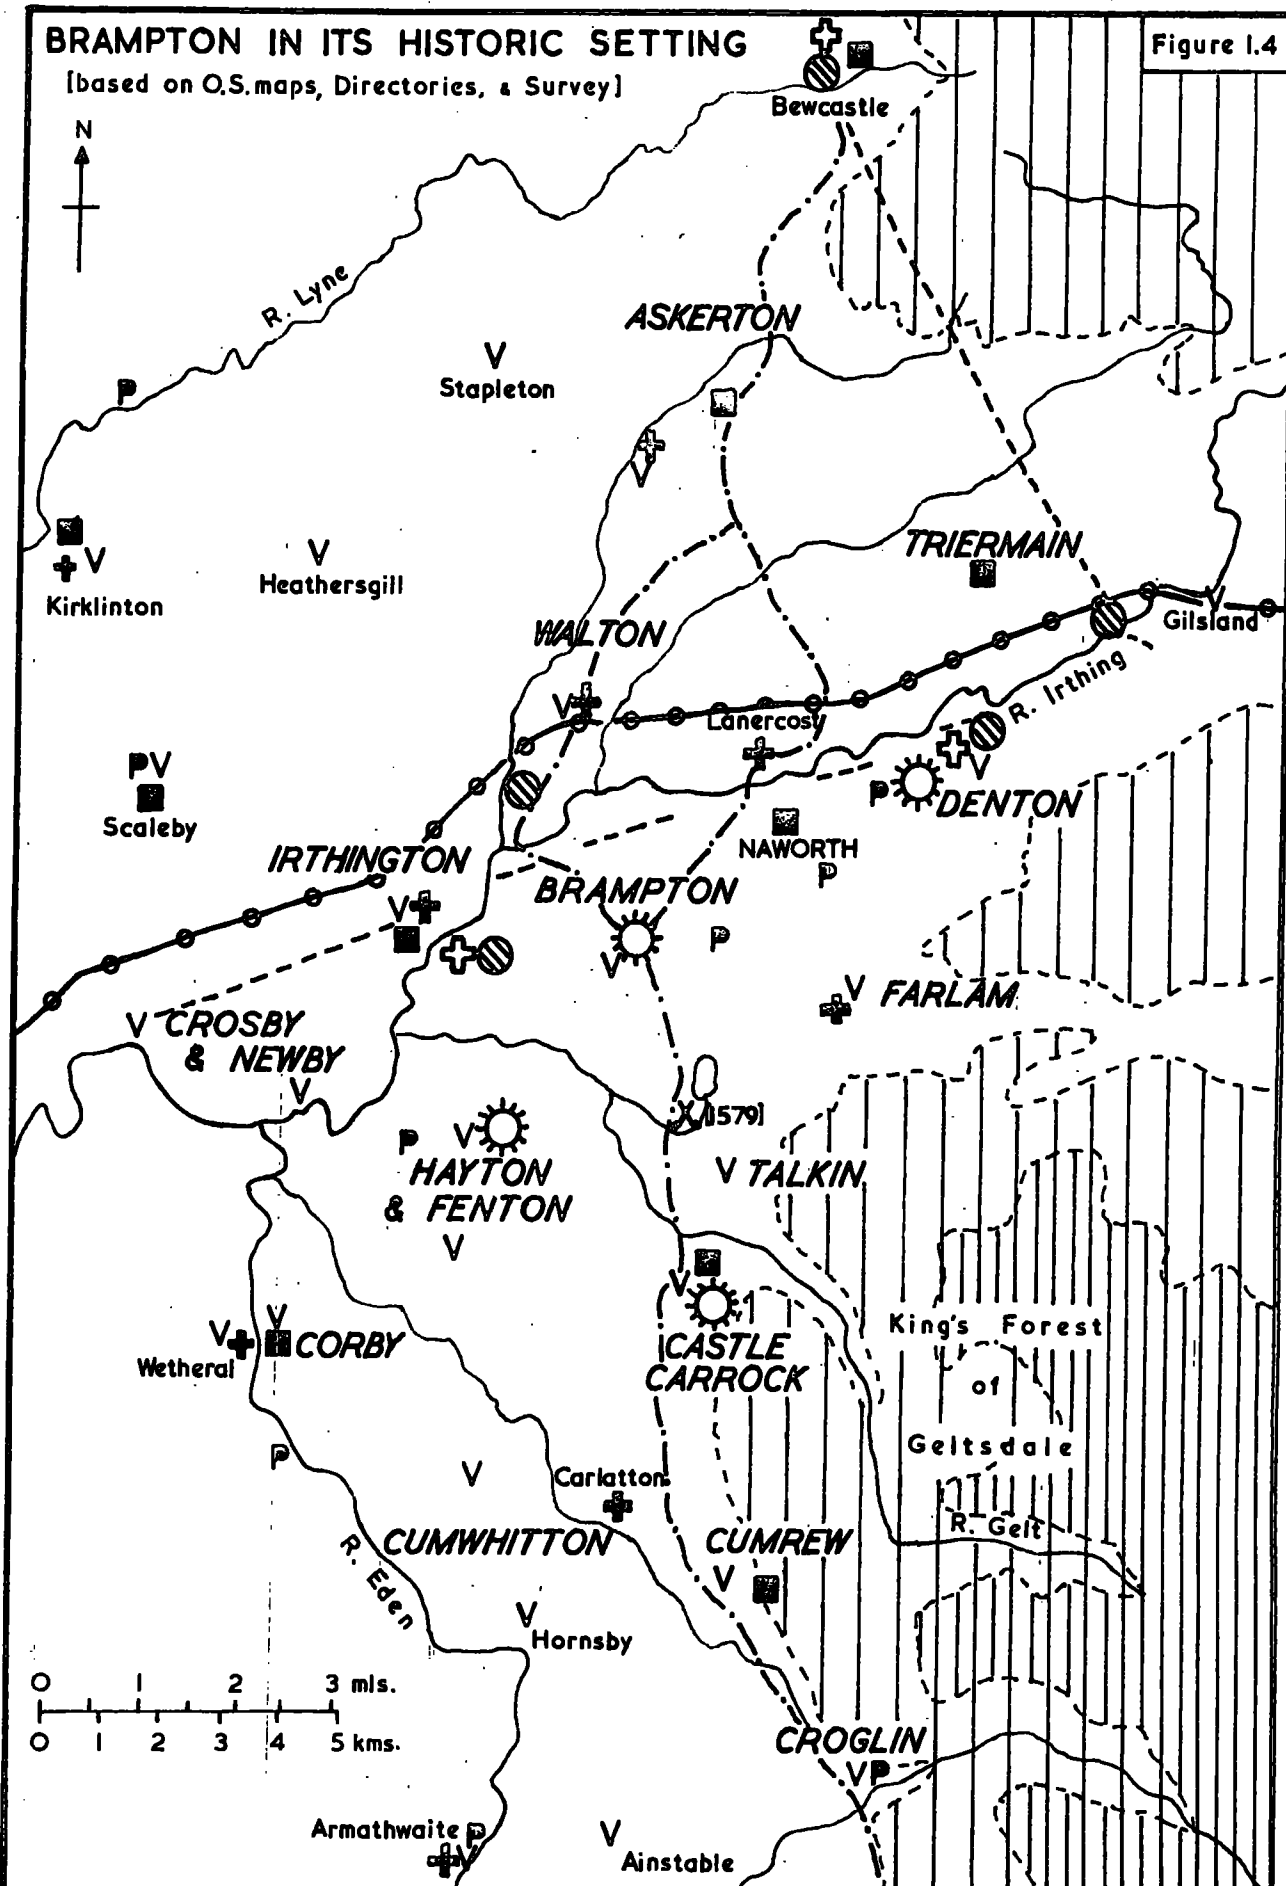 BRAMPTON IN ITS HISTORIC SETTING
[based on O.S. maps, Directories, & Survey]
Figure 1.4
N
Bewcastle
R. Lyne
ASKERTON
P
V
Stapleton
V
V
Kirklinton
V
Heathersgill
TRIERMAIN
V
Gilsland
WALTON
V
Lanercost
R. Irthing
PV
Scaleby
V
P
DENTON
NAWORTH
P
IRTHINGTON
V
BRAMPTON
V
P
V
FARLAM
V
CROSBY
& NEWBY
V
X [1579]
P
V
HAYTON
& FENTON
V
V
TALKIN
V
CASTLE
CARROCK
King's Forest
of
Geltsdale
V
V
Wetheral
CORBY
P
V
Carlatton
R. Gelt
CUMWHITTON
CUMREW
V
R. Eden
V
Hornsby
0 1 2 3 mls.
0 1 2 3 4 5 kms.
CROGLIN
VP
Armathwaite
P
V
V
Ainstable